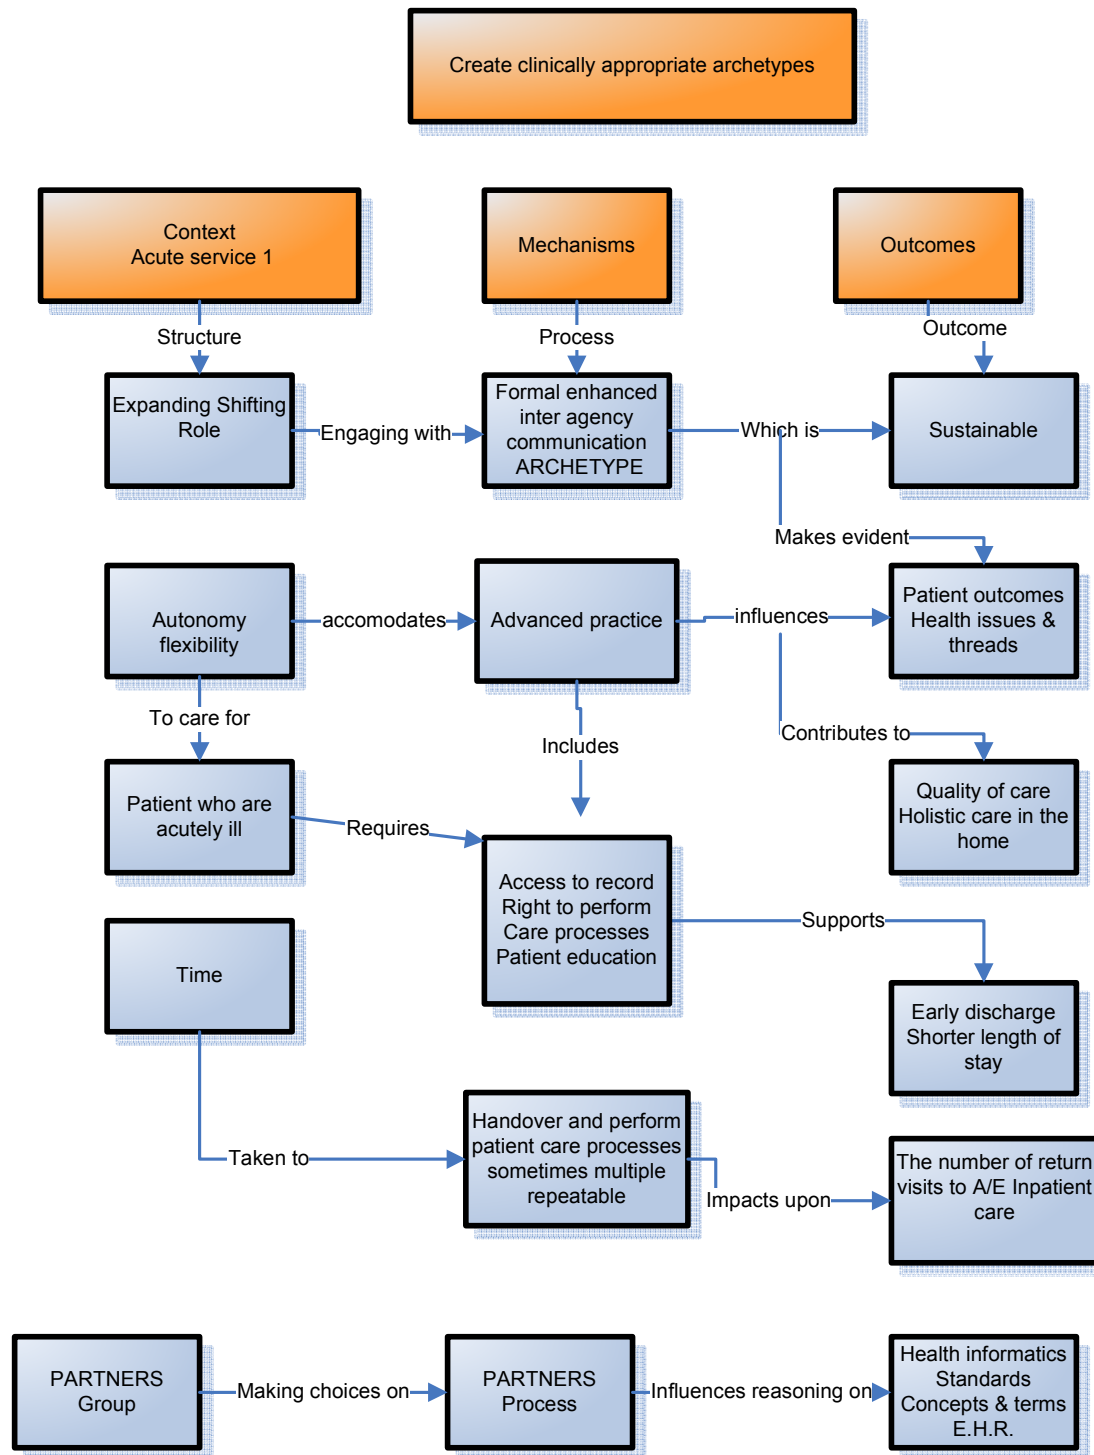 Create clinically appropriate archetypes
Context
Acute service 1
Mechanisms
Outcomes
Structure
Process
Outcome
Expanding Shifting
Role
Engaging with
Formal enhanced
inter agency
communication
ARCHETYPE
Which is
Sustainable
Makes evident
Autonomy
flexibility
accomodates
Advanced practice
influences
Patient outcomes
Health issues &
threads
To care for
Includes
Contributes to
Patient who are
acutely ill
Requires
Quality of care
Holistic care in the
home
Access to record
Right to perform
Care processes
Patient education
Supports
Time
Early discharge
Shorter length of
stay
Taken to
Handover and perform
patient care processes
sometimes multiple
repeatable
Impacts upon
The number of return
visits to A/E Inpatient
care
PARTNERS
Group
Making choices on
PARTNERS
Process
Influences reasoning on
Health informatics
Standards
Concepts & terms
E.H.R.